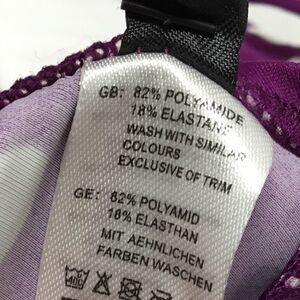 GB: 82% POLYAMIDE
18% ELASTANE
WASH WITH SIMILAR
COLOURS
EXCLUSIVE OF TRIM
GE: 82% POLYAMID
18% ELASTHAN
MIT AEHNLICHEN
FARBEN WASCHEN